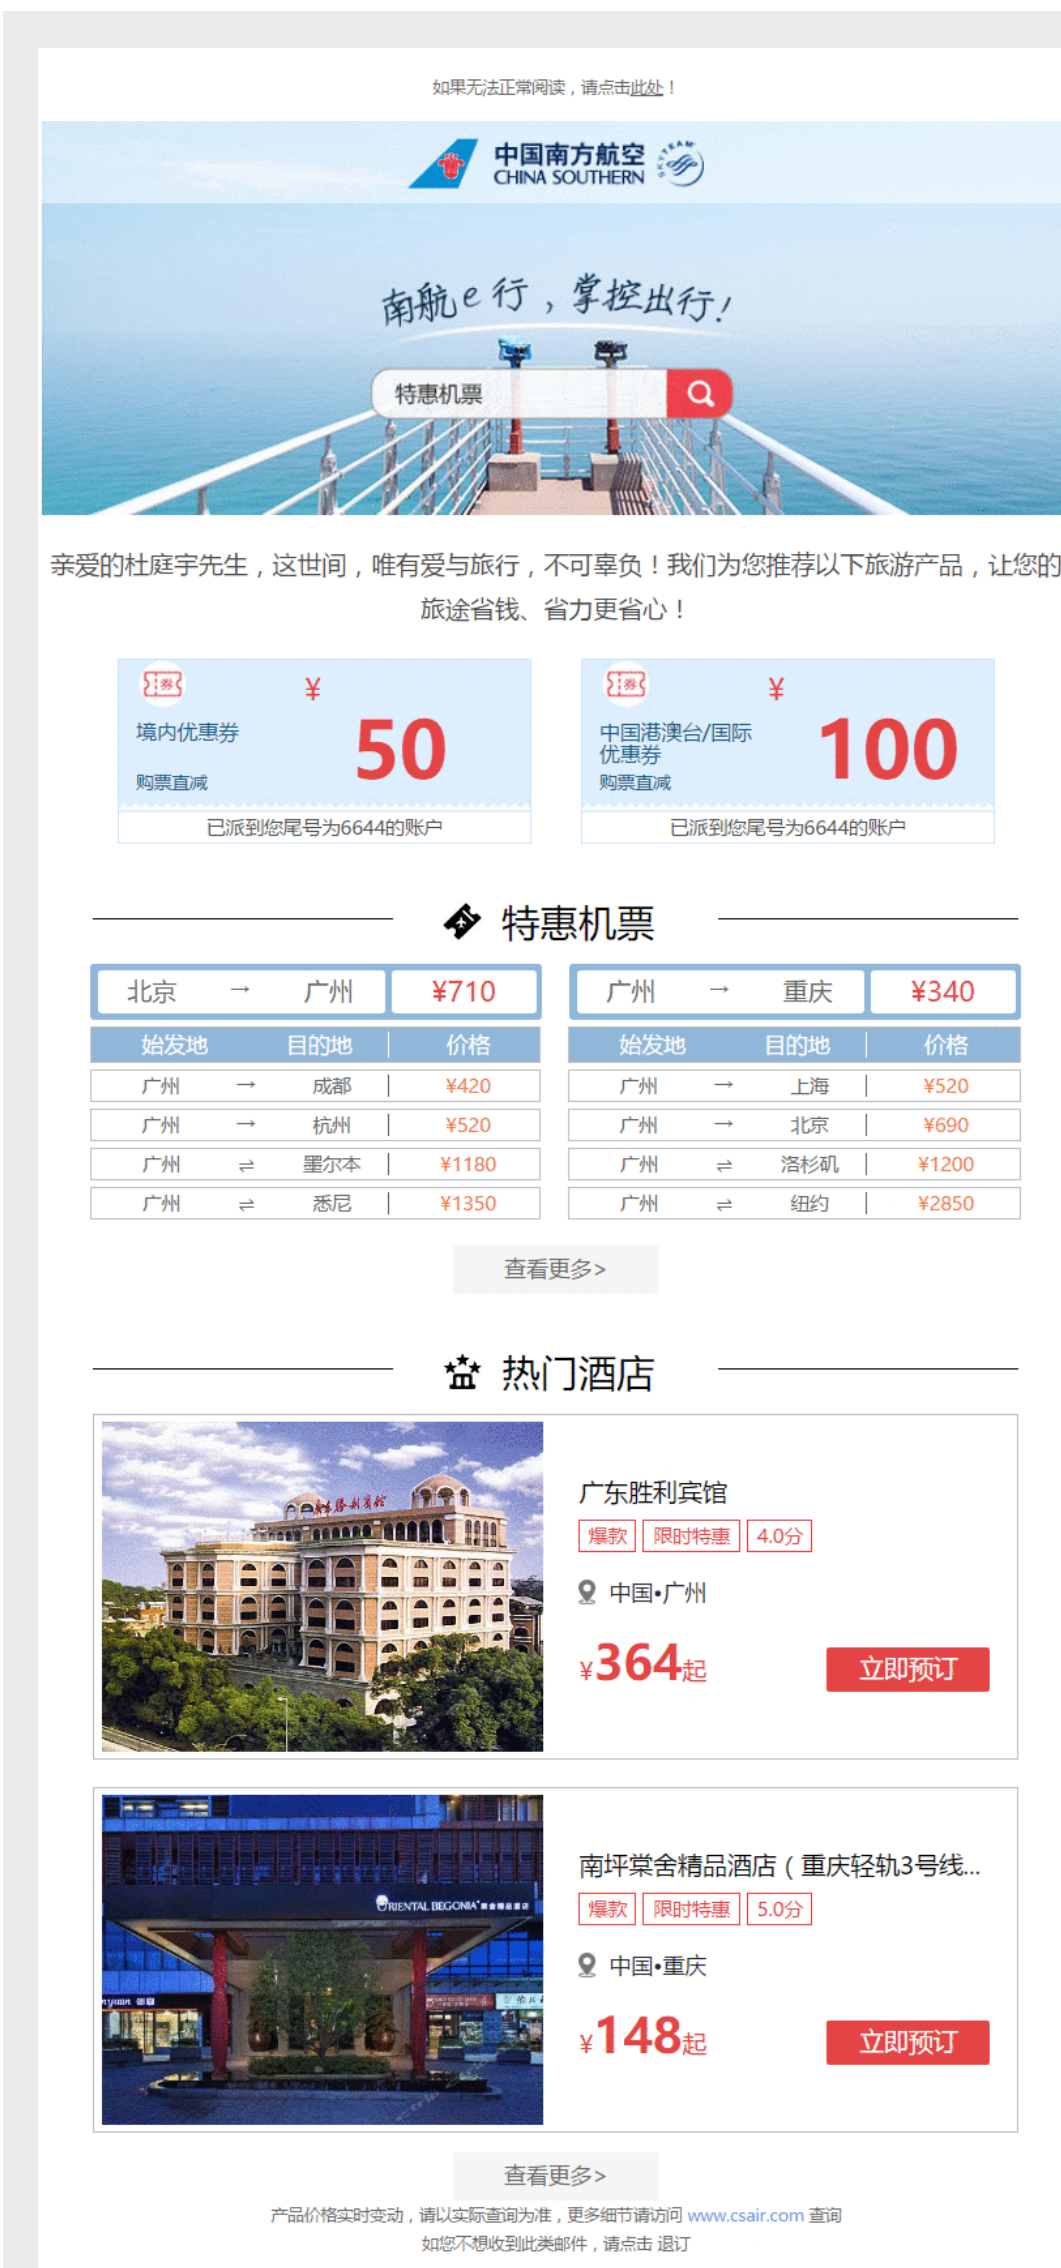 如果无法正常阅读，请点击此处！
中国南方航空
CHINA SOUTHERN
SKYTEAM
南航e行，掌控出行！
特惠机票
亲爱的杜庭宇先生，这世间，唯有爱与旅行，不可辜负！我们为您推荐以下旅游产品，让您的
旅途省钱、省力更省心！
券 ¥
境内优惠券 50
购票直减
已派到您尾号为6644的账户
券 ¥
中国港澳台/国际 100
优惠券
购票直减
已派到您尾号为6644的账户
特惠机票
北京 → 广州 ¥710
始发地 目的地 价格
广州 → 成都 ¥420
广州 → 杭州 ¥520
广州 ⇌ 墨尔本 ¥1180
广州 ⇌ 悉尼 ¥1350
广州 → 重庆 ¥340
始发地 目的地 价格
广州 → 上海 ¥520
广州 → 北京 ¥690
广州 ⇌ 洛杉矶 ¥1200
广州 ⇌ 纽约 ¥2850
查看更多>
热门酒店
广东胜利宾馆
广东胜利宾馆
爆款 限时特惠 4.0分
中国•广州
¥364起 立即预订
ORIENTAL BEGONIA 棠舍精品酒店
南坪棠舍精品酒店（重庆轻轨3号线...
爆款 限时特惠 5.0分
中国•重庆
¥148起 立即预订
查看更多>
产品价格实时变动，请以实际查询为准，更多细节请访问 www.csair.com 查询
如您不想收到此类邮件，请点击 退订